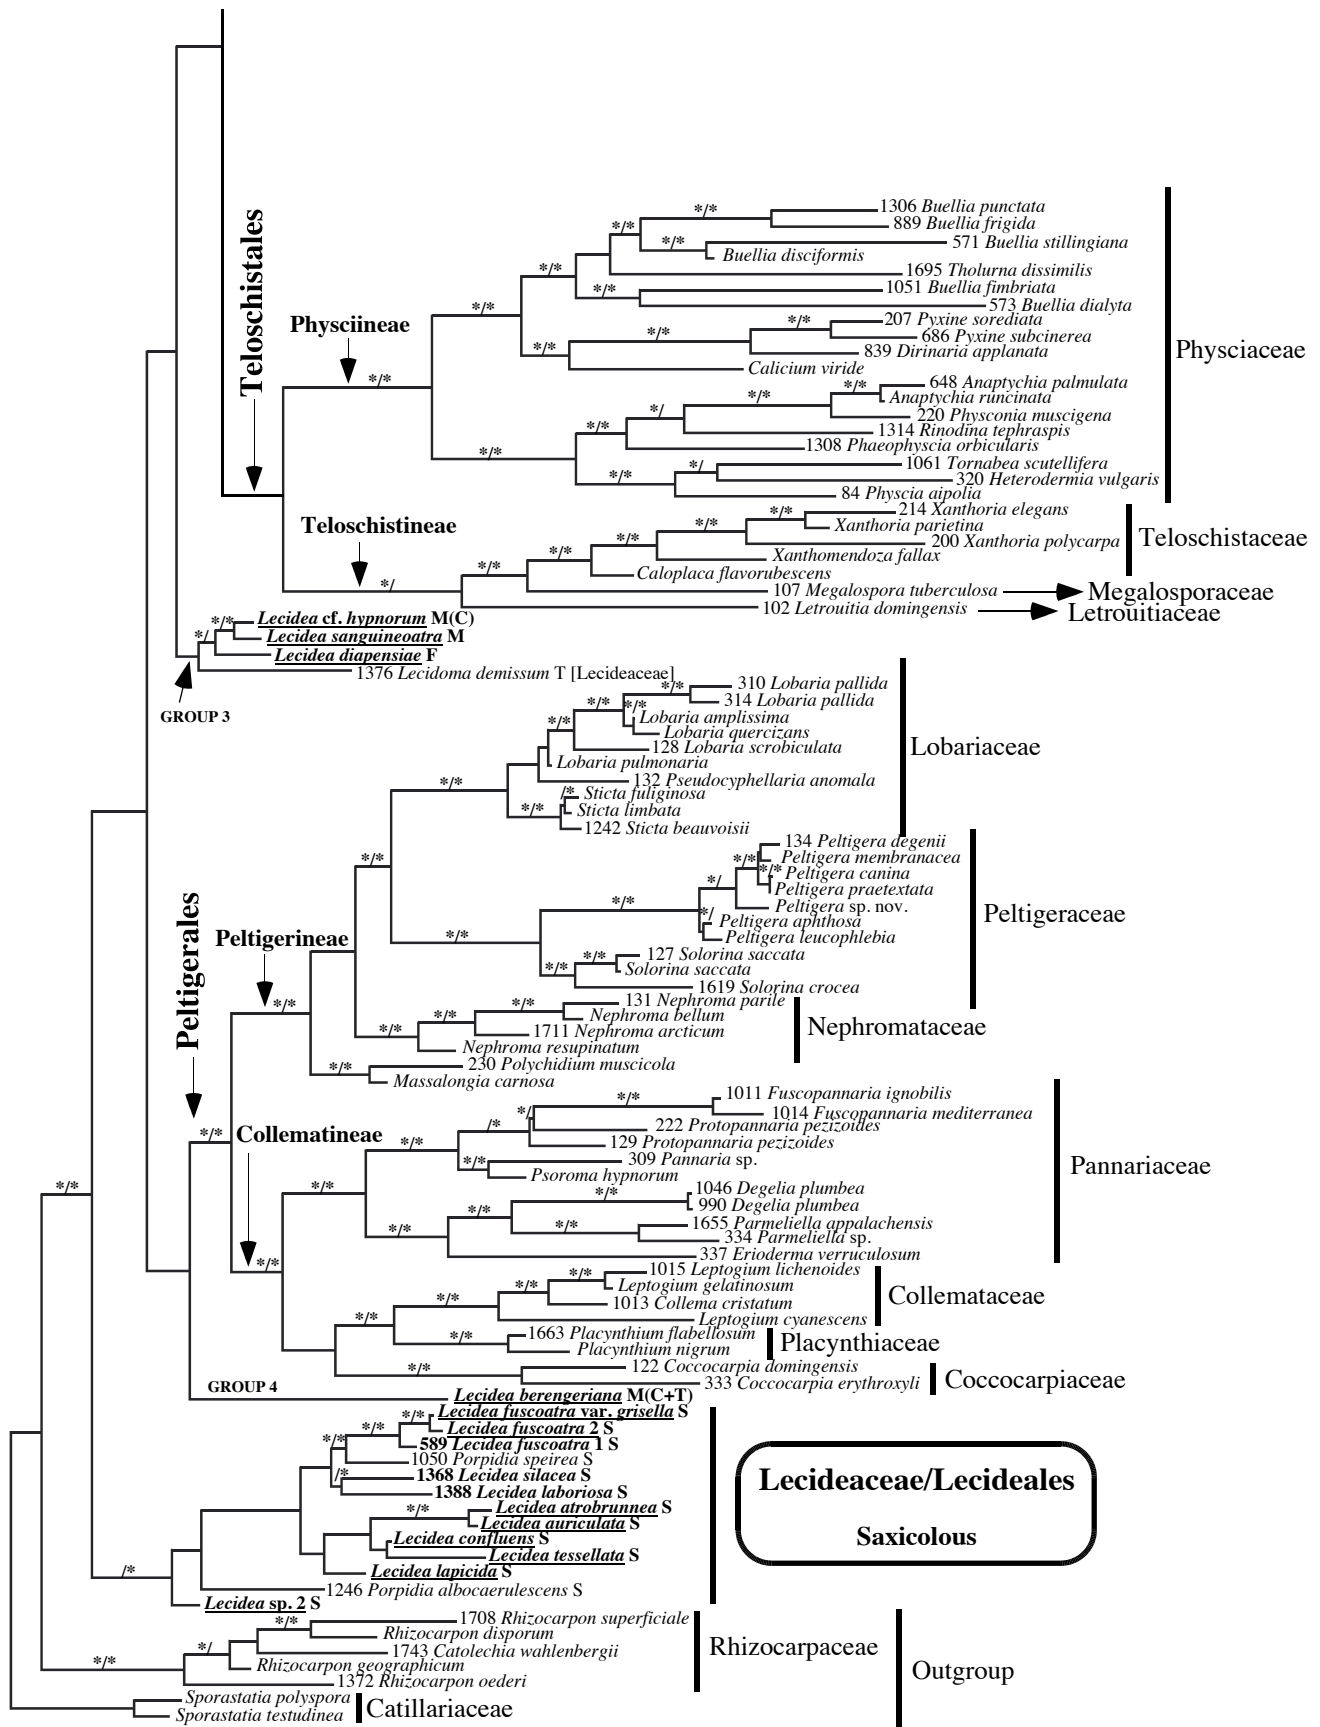 1306 Buellia punctata
889 Buellia frigida
571 Buellia stillingiana
Buellia disciformis
1695 Tholurna dissimilis
1051 Buellia fimbriata
573 Buellia dialyta
207 Pyxine sorediata
686 Pyxine subcinerea
839 Dirinaria applanata
Calicium viride
648 Anaptychia palmulata
Anaptychia runcinata
220 Physconia muscigena
1314 Rinodina tephraspis
1308 Phaeophyscia orbicularis
1061 Tornabea scutellifera
320 Heterodermia vulgaris
84 Physcia aipolia
Physciaceae
Physciineae
Teloschistales
Teloschistineae
214 Xanthoria elegans
Xanthoria parietina
200 Xanthoria polycarpa
Xanthomendoza fallax
Caloplaca flavorubescens
Teloschistaceae
107 Megalospora tuberculosa
Megalosporaceae
102 Letrouitia domingensis
Letrouitiaceae
Lecidea cf. hypnorum M(C)
Lecidea sanguineoatra M
Lecidea diapensiae F
1376 Lecidoma demissum T [Lecideaceae]
GROUP 3
310 Lobaria pallida
314 Lobaria pallida
Lobaria amplissima
Lobaria quercizans
128 Lobaria scrobiculata
Lobaria pulmonaria
132 Pseudocyphellaria anomala
Sticta fuliginosa
Sticta limbata
1242 Sticta beauvoisii
Lobariaceae
134 Peltigera degenii
Peltigera membranacea
Peltigera canina
Peltigera praetextata
Peltigera sp. nov.
Peltigera aphthosa
Peltigera leucophlebia
127 Solorina saccata
Solorina saccata
1619 Solorina crocea
Peltigeraceae
Peltigerales
Peltigerineae
131 Nephroma parile
Nephroma bellum
1711 Nephroma arcticum
Nephroma resupinatum
Nephromataceae
230 Polychidium muscicola
Massalongia carnosa
Collematineae
1011 Fuscopannaria ignobilis
1014 Fuscopannaria mediterranea
222 Protopannaria pezizoides
129 Protopannaria pezizoides
309 Pannaria sp.
Psoroma hypnorum
1046 Degelia plumbea
990 Degelia plumbea
1655 Parmeliella appalachensis
334 Parmeliella sp.
337 Erioderma verruculosum
Pannariaceae
1015 Leptogium lichenoides
Leptogium gelatinosum
1013 Collema cristatum
Leptogium cyanescens
Collemataceae
1663 Placynthium flabellosum
Placynthium nigrum
Placynthiaceae
122 Coccocarpia domingensis
333 Coccocarpia erythroxyli
Coccocarpiaceae
GROUP 4
Lecidea berengeriana M(C+T)
Lecidea fuscoatra var. grisella S
Lecidea fuscoatra 2 S
589 Lecidea fuscoatra 1 S
1050 Porpidia speirea S
1368 Lecidea silacea S
1388 Lecidea laboriosa S
Lecidea atrobrunnea S
Lecidea auriculata S
Lecidea confluens S
Lecidea tessellata S
Lecidea lapicida S
1246 Porpidia albocaerulescens S
Lecidea sp. 2 S
Lecideaceae/Lecideales
Saxicolous
1708 Rhizocarpon superficiale
Rhizocarpon disporum
1743 Catolechia wahlenbergii
Rhizocarpon geographicum
1372 Rhizocarpon oederi
Rhizocarpaceae
Outgroup
Sporastatia polyspora
Sporastatia testudinea
Catillariaceae